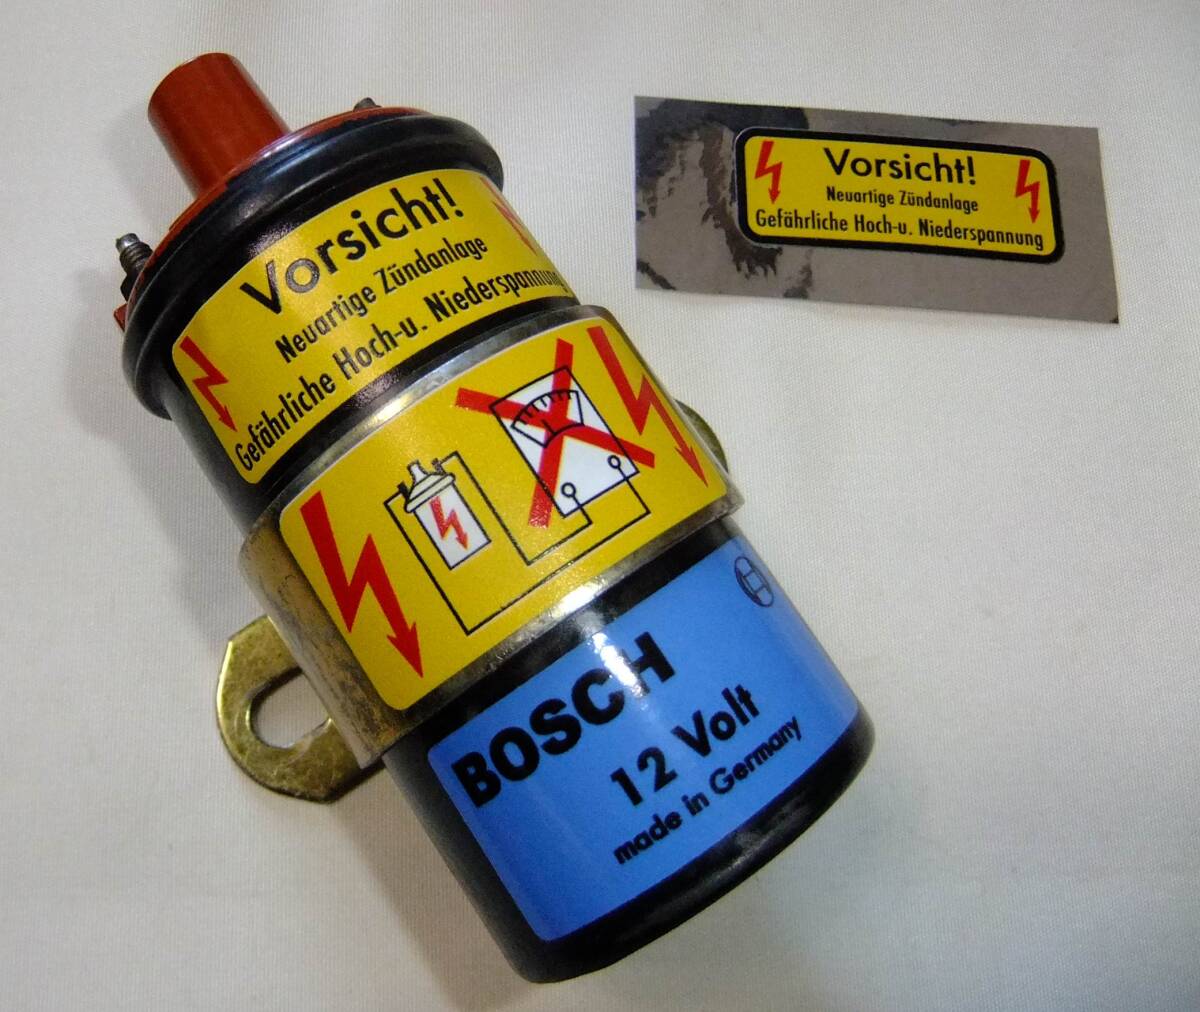 Vorsicht!
Neuartige Zündanlage
Gefährliche Hoch-u. Niederspannung
BOSCH
12 Volt
made in Germany
Vorsicht!
Neuartige Zündanlage
Gefährliche Hoch-u. Niederspannung